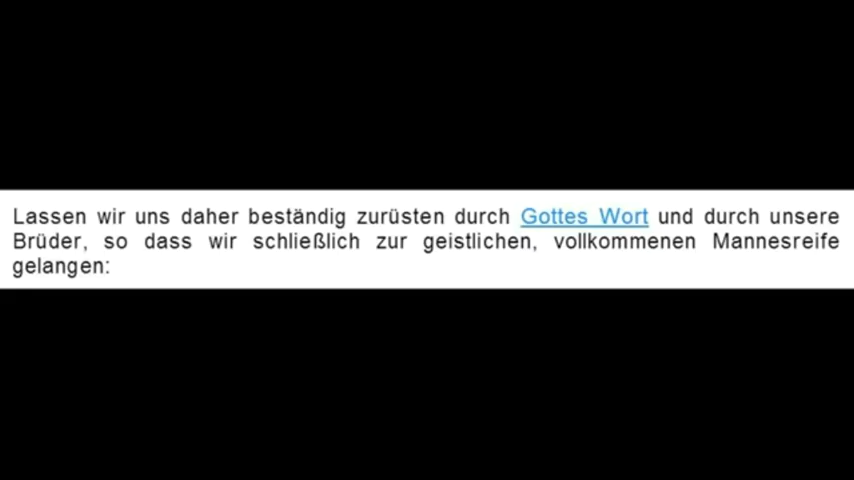 Lassen wir uns daher beständig zurüsten durch Gottes Wort und durch unsere
Brüder, so dass wir schließlich zur geistlichen, vollkommenen Mannesreife
gelangen: